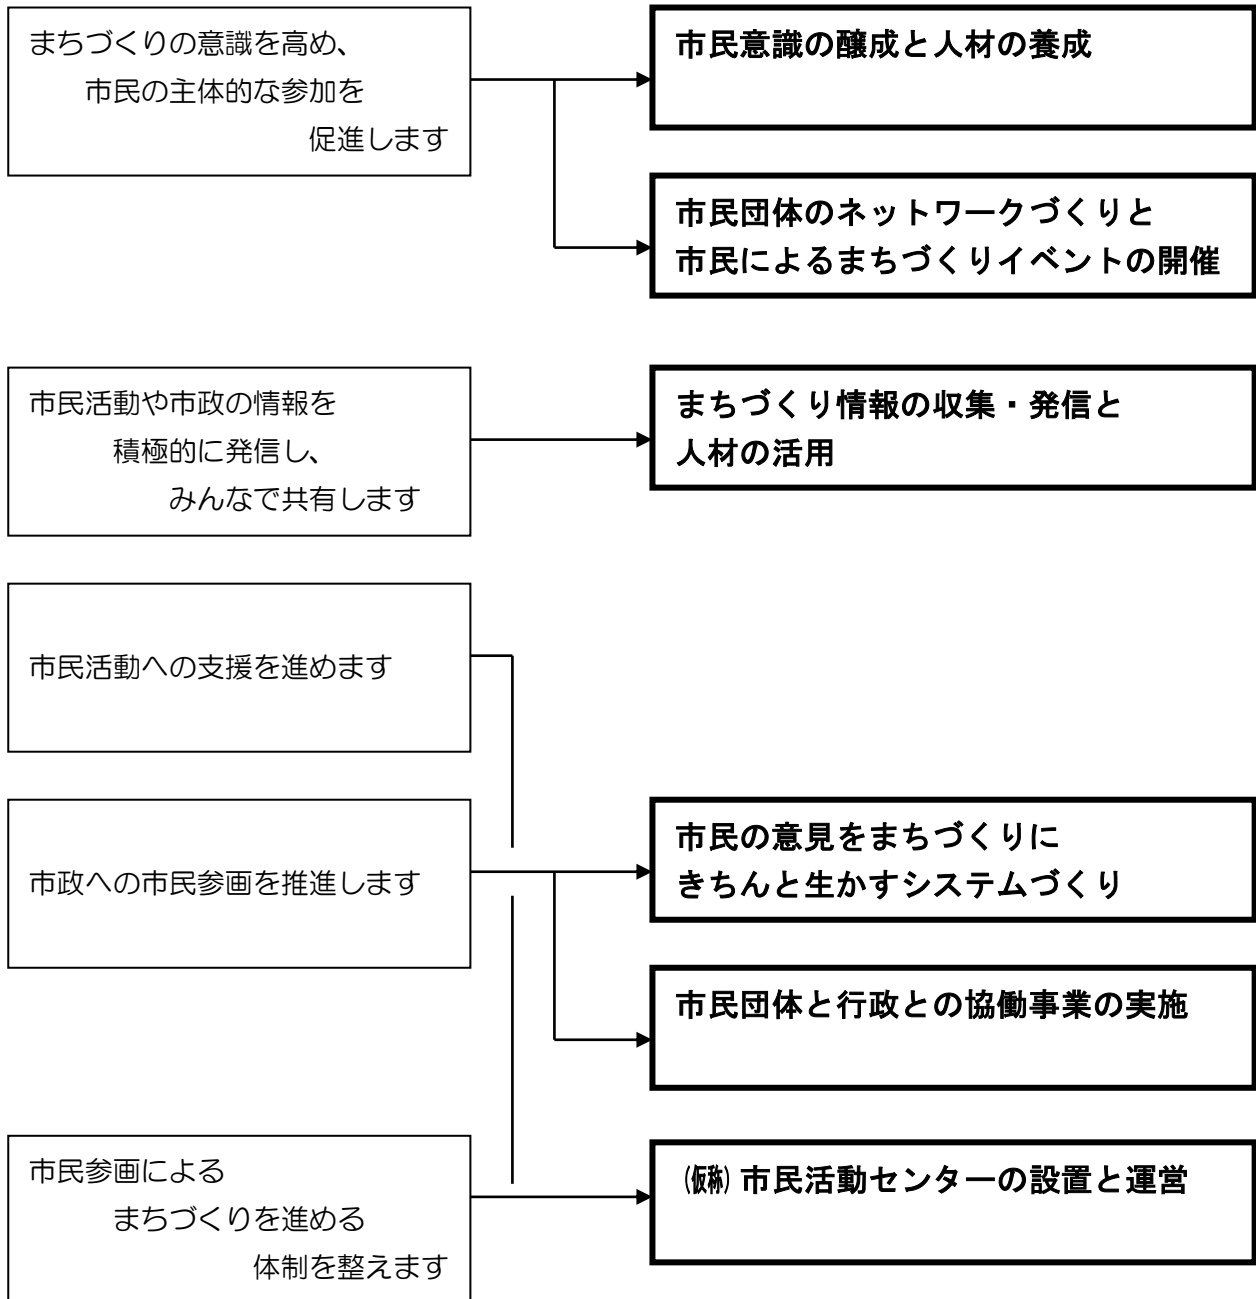 まちづくりの意識を高め、
市民の主体的な参加を
促進します
市民意識の醸成と人材の養成
市民団体のネットワークづくりと
市民によるまちづくりイベントの開催
市民活動や市政の情報を
積極的に発信し、
みんなで共有します
まちづくり情報の収集・発信と
人材の活用
市民活動への支援を進めます
市政への市民参画を推進します
市民の意見をまちづくりに
きちんと生かすシステムづくり
市民団体と行政との協働事業の実施
市民参画による
まちづくりを進める
体制を整えます
(仮称)市民活動センターの設置と運営